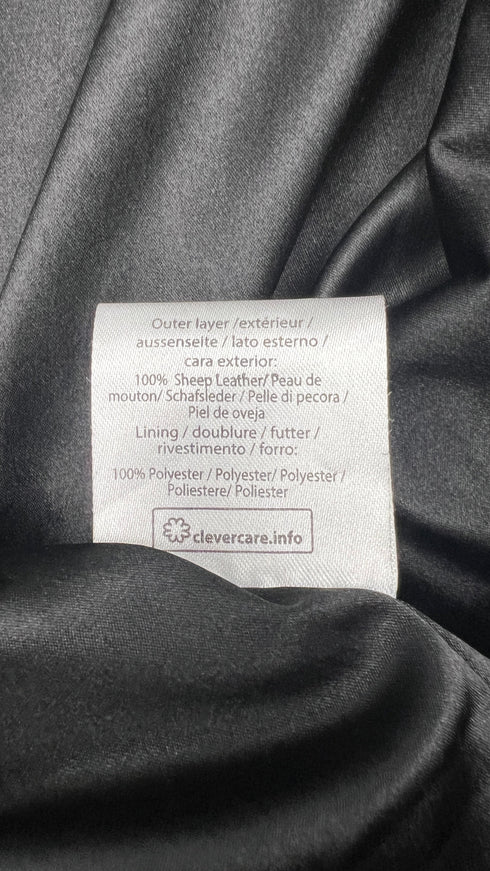 Outer layer /extérieur /
aussenseite / lato esterno /
cara exterior:
100% Sheep Leather/ Peau de
mouton/ Schafsleder / Pelle di pecora /
Piel de oveja
Lining / doublure / futter /
rivestimento / forro:
100% Polyester / Polyester/ Polyester /
Poliestere/ Poliester
clevercare.info